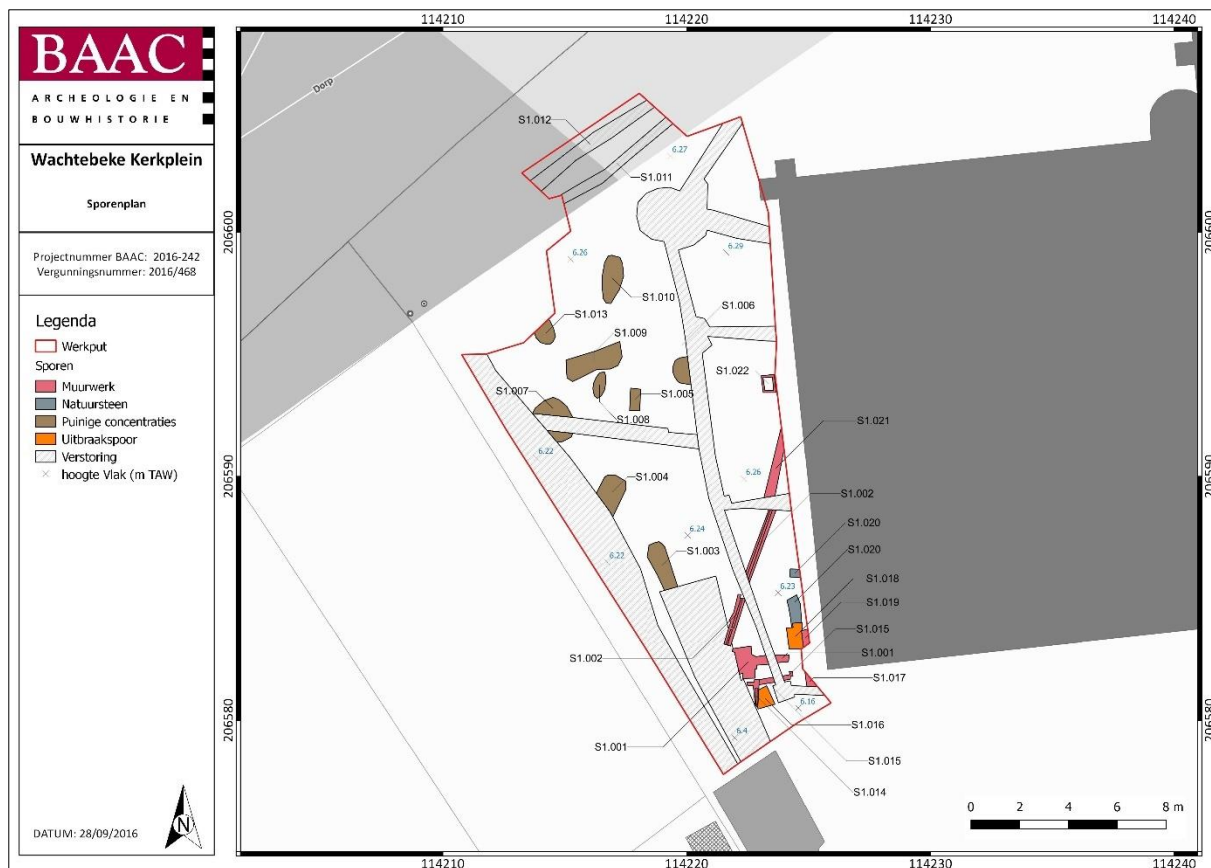 BAAC
ARCHEOLOGIE EN
BOUWHISTORIE
Wachtebeke Kerkplein
Sporenplan
Projectnummer BAAC: 2016-242
Vergunningsnummer: 2016/468
Legenda
Werkput
Sporen
Muurwerk
Natuursteen
Puinige concentraties
Uitbraakspoor
Verstoring
hoogte Vlak (m TAW)
DATUM: 28/09/2016
N
114210 114220 114230 114240
206600
206590
206580
206600
206590
206580
114210 114220 114230 114240
Dorp
S1.012
6.27
S1.011
6.26
6.29
S1.010
S1.006
S1.013
S1.009
S1.022
S1.007
S1.005
S1.008
S1.021
6.22
6.26
S1.004
S1.002
S1.020
6.24
S1.020
S1.003
S1.018
6.22
6.23
S1.019
S1.015
S1.002
S1.001
S1.017
6.16
S1.016
6.4
S1.001
S1.015
S1.014
0 2 4 6 8 m